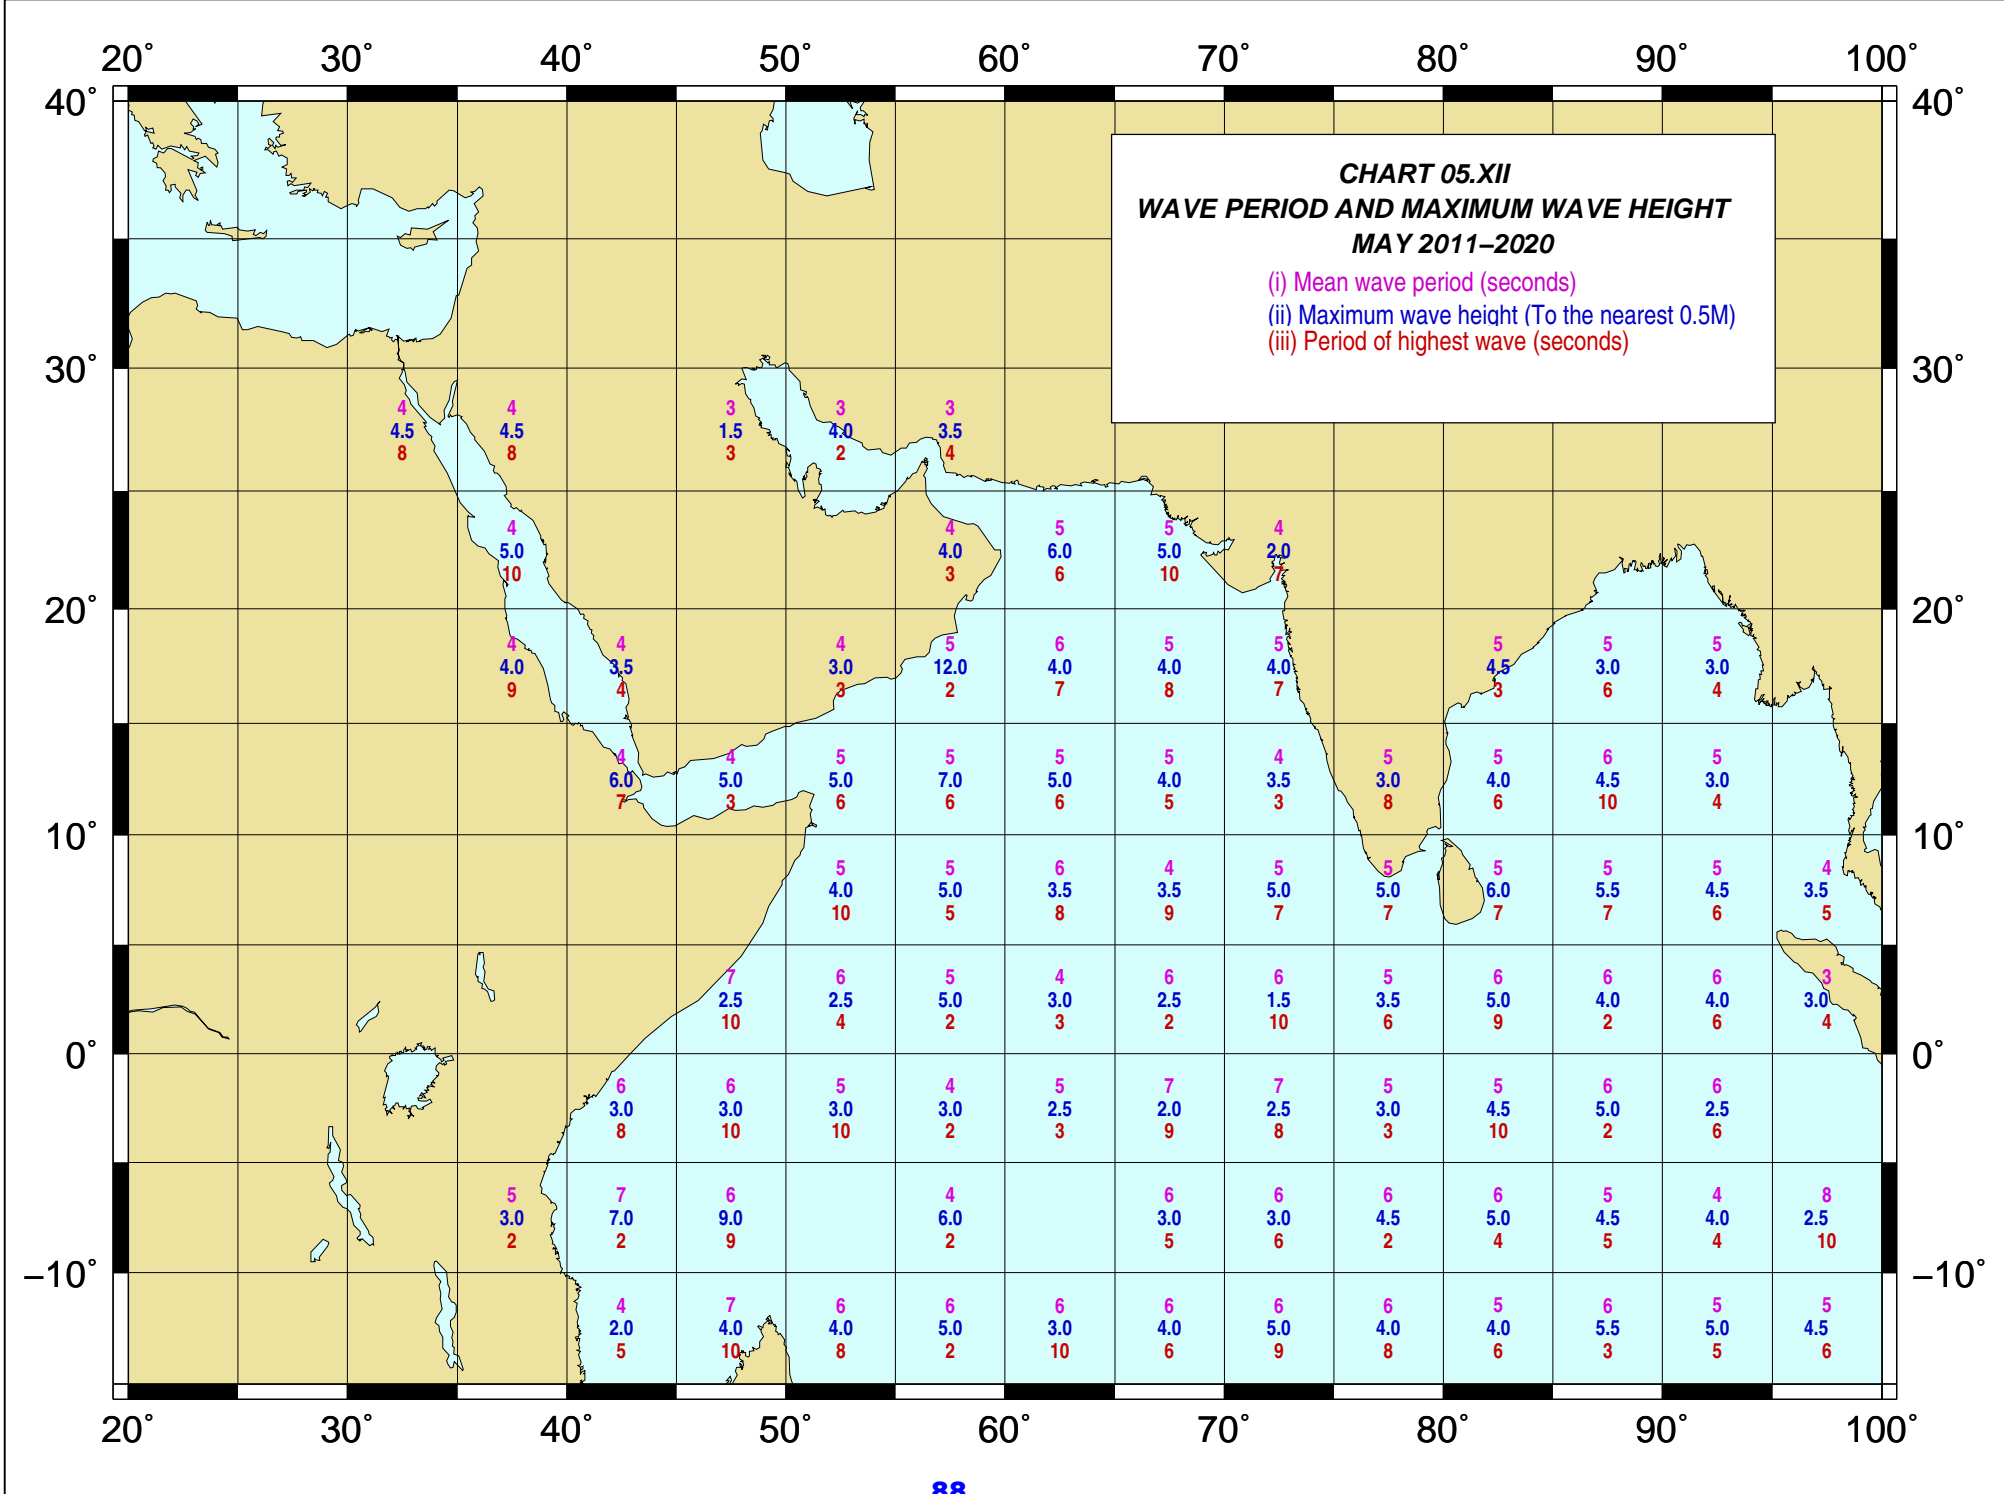 20° 30° 40° 50° 60° 70° 80° 90° 100°
40° 40°
CHART 05.XII
WAVE PERIOD AND MAXIMUM WAVE HEIGHT
MAY 2011–2020
(i) Mean wave period (seconds)
(ii) Maximum wave height (To the nearest 0.5M)
(iii) Period of highest wave (seconds)
30° 30°
4 4 3 3 3
4.5 4.5 1.5 4.0 3.5
8 8 3 2 4
4 4 5 5 4
5.0 4.0 6.0 5.0 2.0
10 3 6 10 7
20° 20°
4 4 4 5 6 5 5 5 5 5
4.0 3.5 3.0 12.0 4.0 4.0 4.0 4.5 3.0 3.0
9 4 3 2 7 8 7 3 6 4
4 4 5 5 5 5 4 5 5 6 5
6.0 5.0 5.0 7.0 5.0 4.0 3.5 3.0 4.0 4.5 3.0
7 3 6 6 6 5 3 8 6 10 4
10° 10°
5 5 6 4 5 5 5 5 5 4
4.0 5.0 3.5 3.5 5.0 5.0 6.0 5.5 4.5 3.5
10 5 8 9 7 7 7 7 6 5
7 6 5 4 6 6 5 6 6 6 3
2.5 2.5 5.0 3.0 2.5 1.5 3.5 5.0 4.0 4.0 3.0
10 4 2 3 2 10 6 9 2 6 4
0° 0°
6 6 5 4 5 7 7 5 5 6 6
3.0 3.0 3.0 3.0 2.5 2.0 2.5 3.0 4.5 5.0 2.5
8 10 10 2 3 9 8 3 10 2 6
5 7 6 4 6 6 6 6 5 4 8
3.0 7.0 9.0 6.0 3.0 3.0 4.5 5.0 4.5 4.0 2.5
2 2 9 2 5 6 2 4 5 4 10
–10° –10°
4 7 6 6 6 6 6 6 5 6 5 5
2.0 4.0 4.0 5.0 3.0 4.0 5.0 4.0 4.0 5.5 5.0 4.5
5 10 8 2 10 6 9 8 6 3 5 6
20° 30° 40° 50° 60° 70° 80° 90° 100°
88